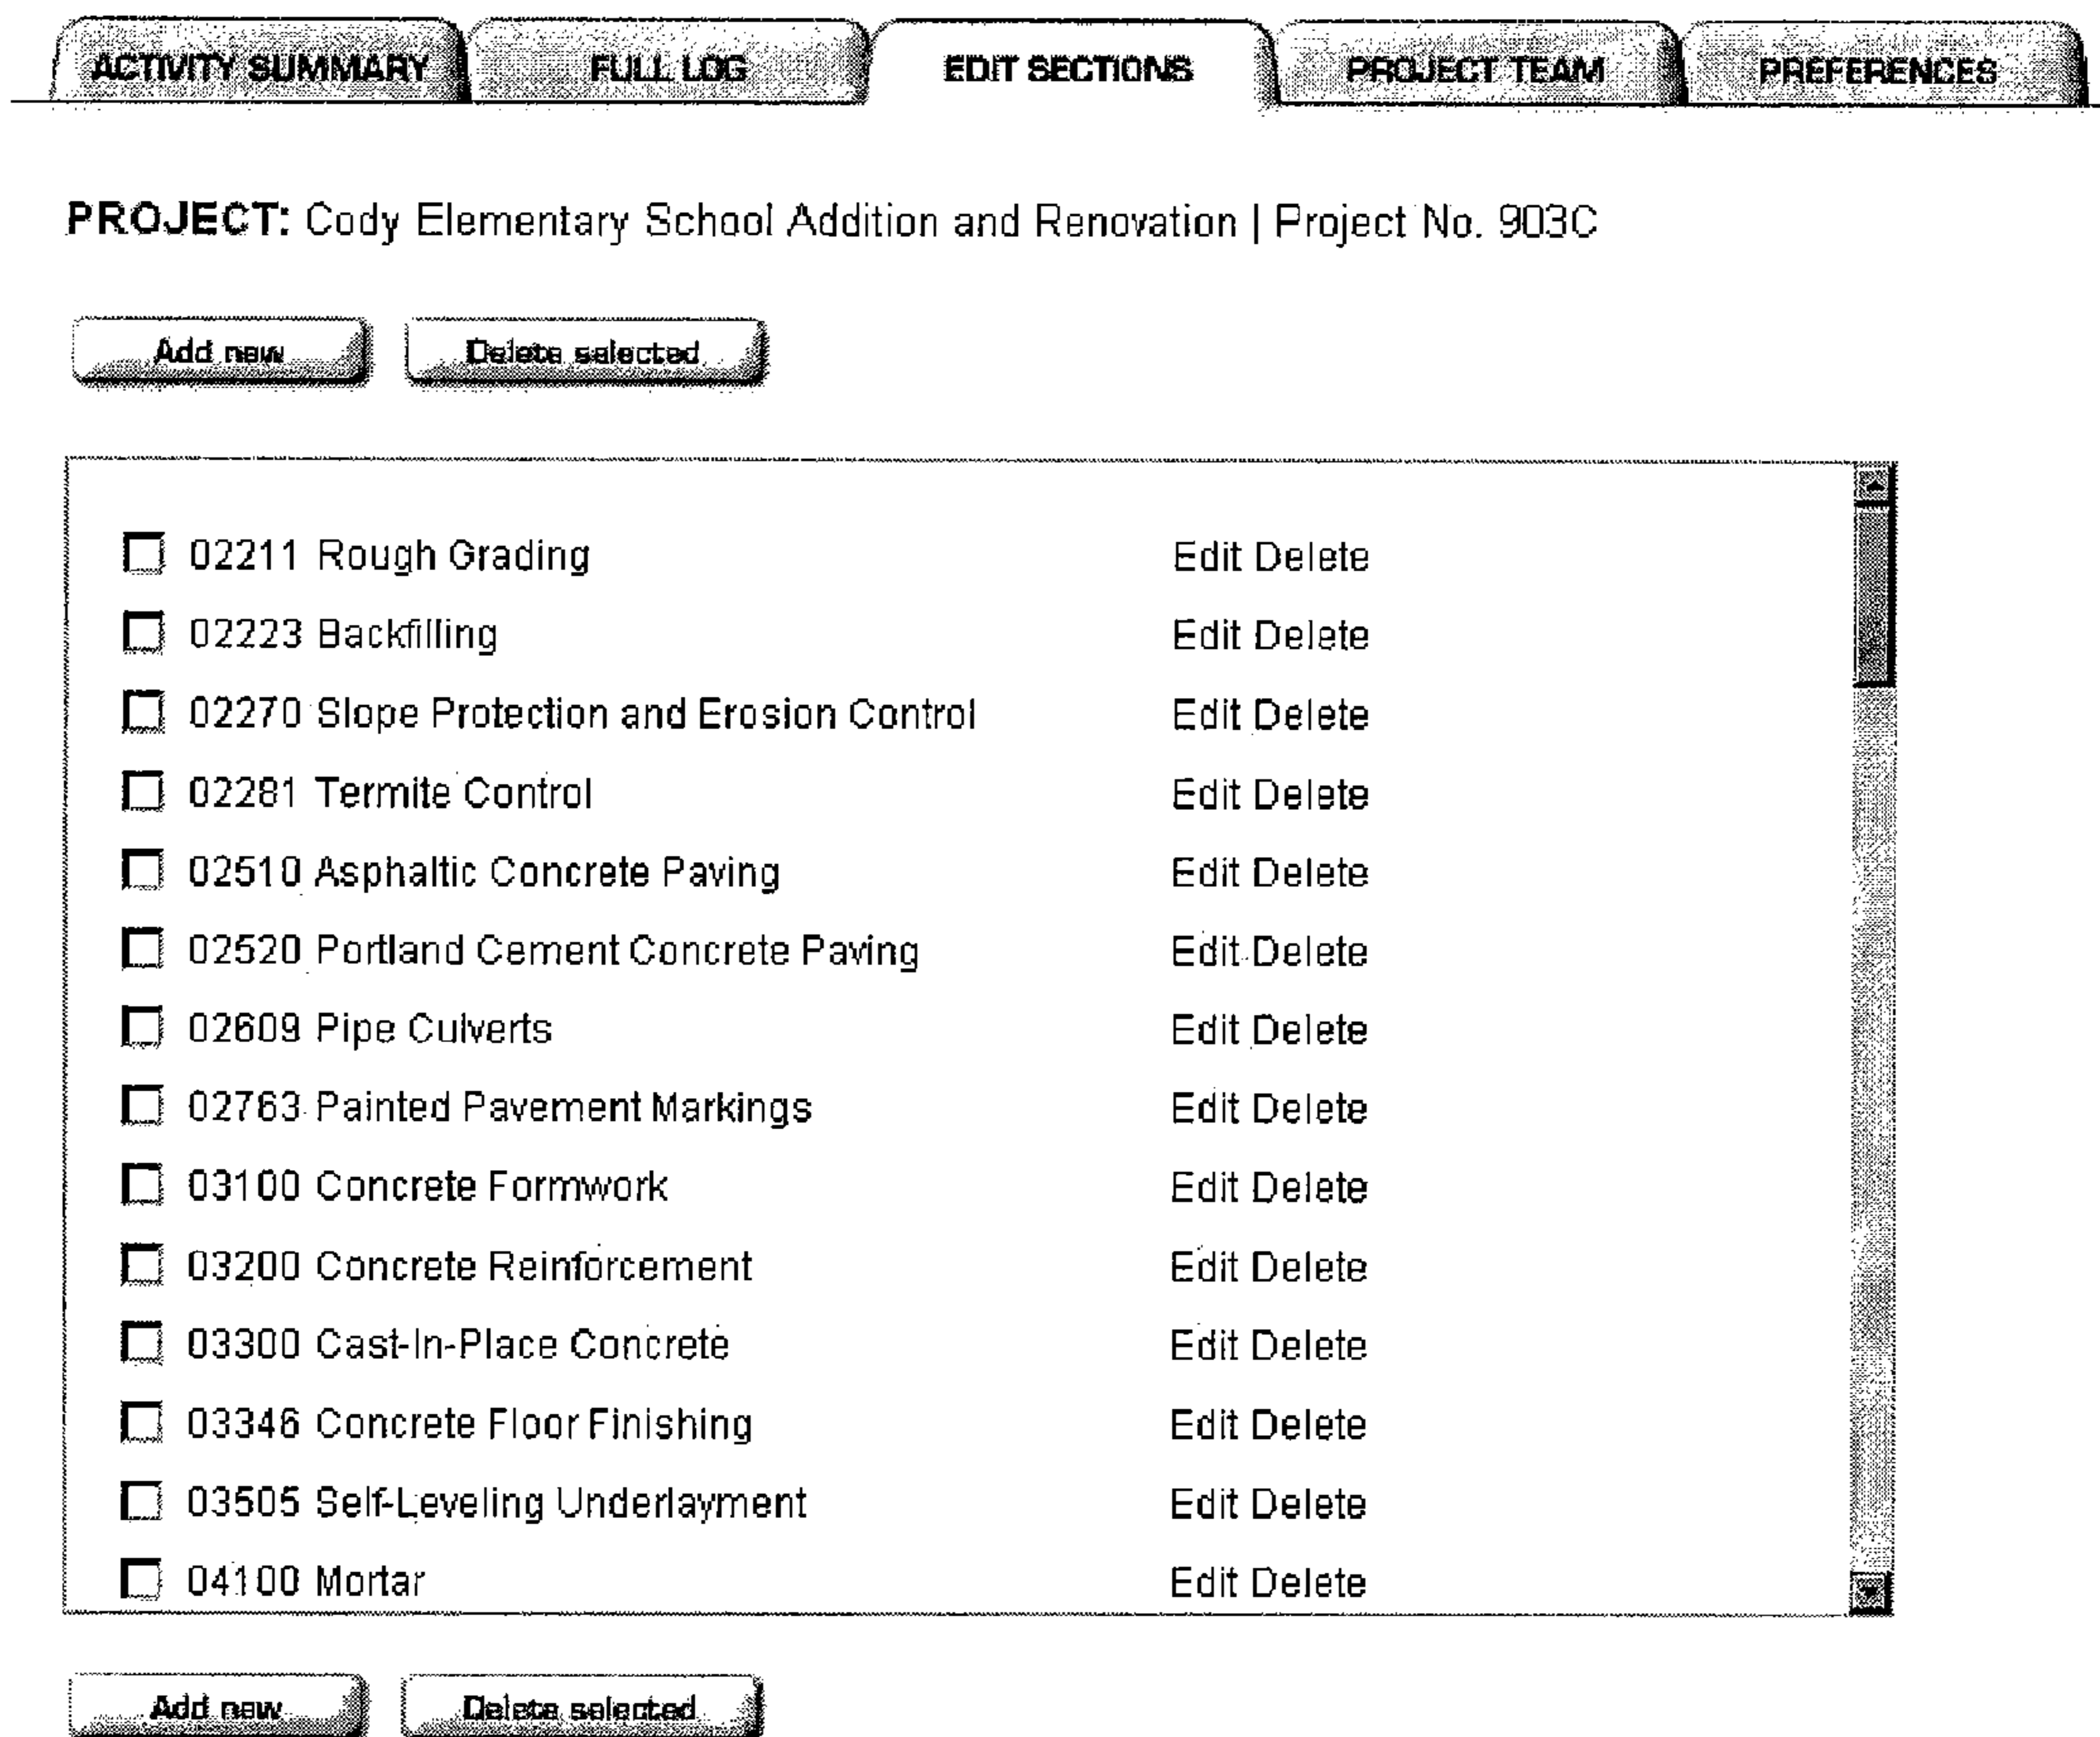 ACTIVITY SUMMARY FULL LOG EDIT SECTIONS PROJECT TEAM PREFERENCES
PROJECT: Cody Elementary School Addition and Renovation | Project No. 903C
Add new Delete selected
02211 Rough Grading Edit Delete
02223 Backfilling Edit Delete
02270 Slope Protection and Erosion Control Edit Delete
02281 Termite Control Edit Delete
02510 Asphaltic Concrete Paving Edit Delete
02520 Portland Cement Concrete Paving Edit Delete
02609 Pipe Culverts Edit Delete
02763 Painted Pavement Markings Edit Delete
03100 Concrete Formwork Edit Delete
03200 Concrete Reinforcement Edit Delete
03300 Cast-In-Place Concrete Edit Delete
03346 Concrete Floor Finishing Edit Delete
03505 Self-Leveling Underlayment Edit Delete
04100 Mortar Edit Delete
Add new Delete selected